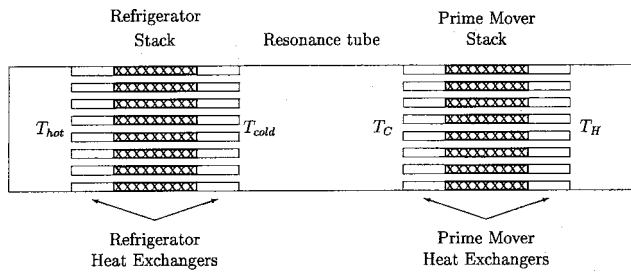 Refrigerator
Stack
Resonance tube
Prime Mover
Stack
T_hot
T_cold
T_C
T_H
Refrigerator
Heat Exchangers
Prime Mover
Heat Exchangers